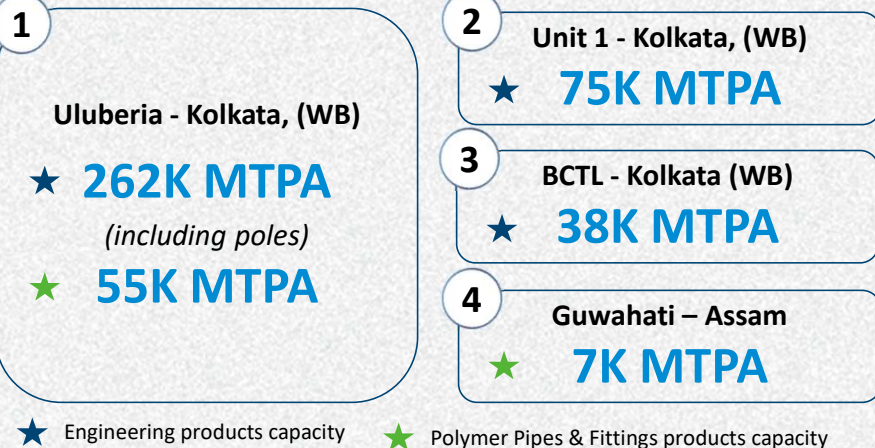 1
Uluberia - Kolkata, (WB)
262K MTPA
(including poles)
55K MTPA
2
Unit 1 - Kolkata, (WB)
75K MTPA
3
BCTL - Kolkata (WB)
38K MTPA
4
Guwahati – Assam
7K MTPA
Engineering products capacity
Polymer Pipes & Fittings products capacity